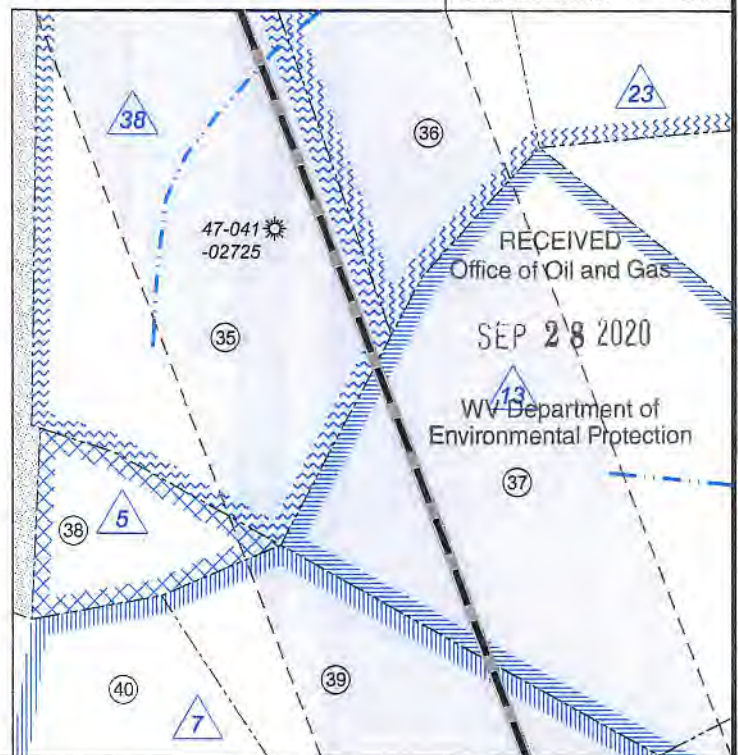 38
23
36
47-041
-02725
RECEIVED
Office of Oil and Gas
35
SEP 28 2020
13
WV Department of
Environmental Protection
37
38
5
39
40
7